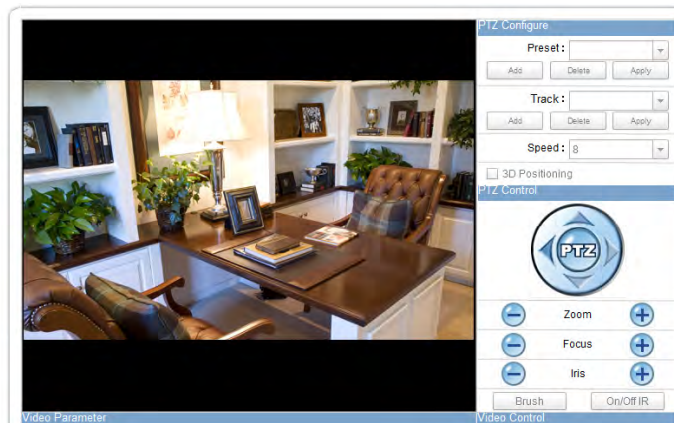 PTZ Configure
Preset:
Add Delete Apply
Track:
Add Delete Apply
Speed: 8
3D Positioning
PTZ Control
PTZ
Zoom
Focus
Iris
Brush On/Off IR
Video Parameter Video Control